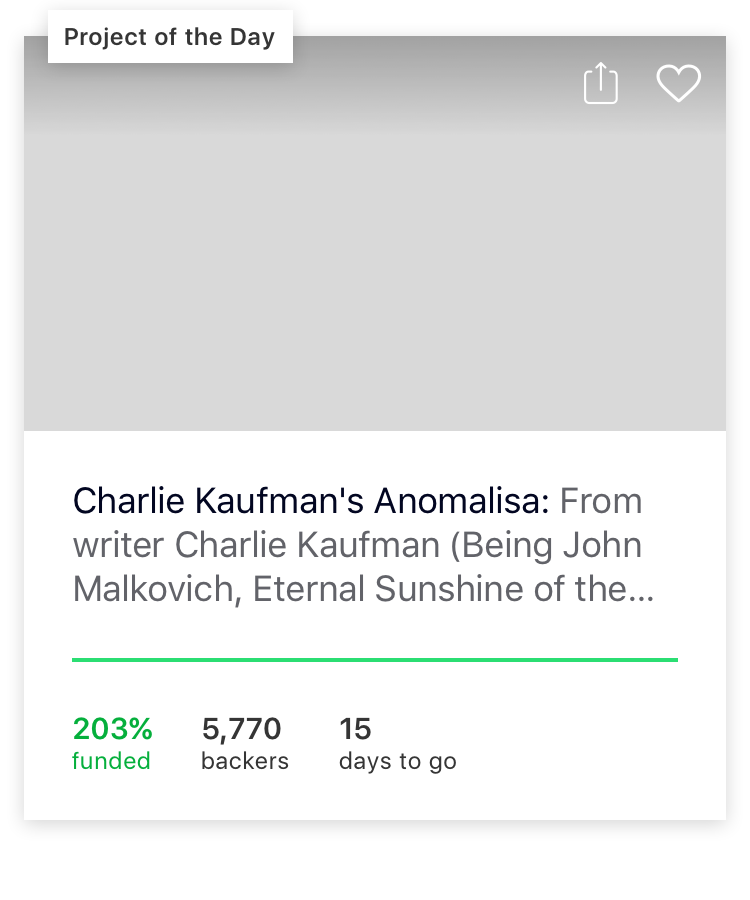 Project of the Day
Charlie Kaufman's Anomalisa: From
writer Charlie Kaufman (Being John
Malkovich, Eternal Sunshine of the...
203% 5,770 15
funded backers days to go